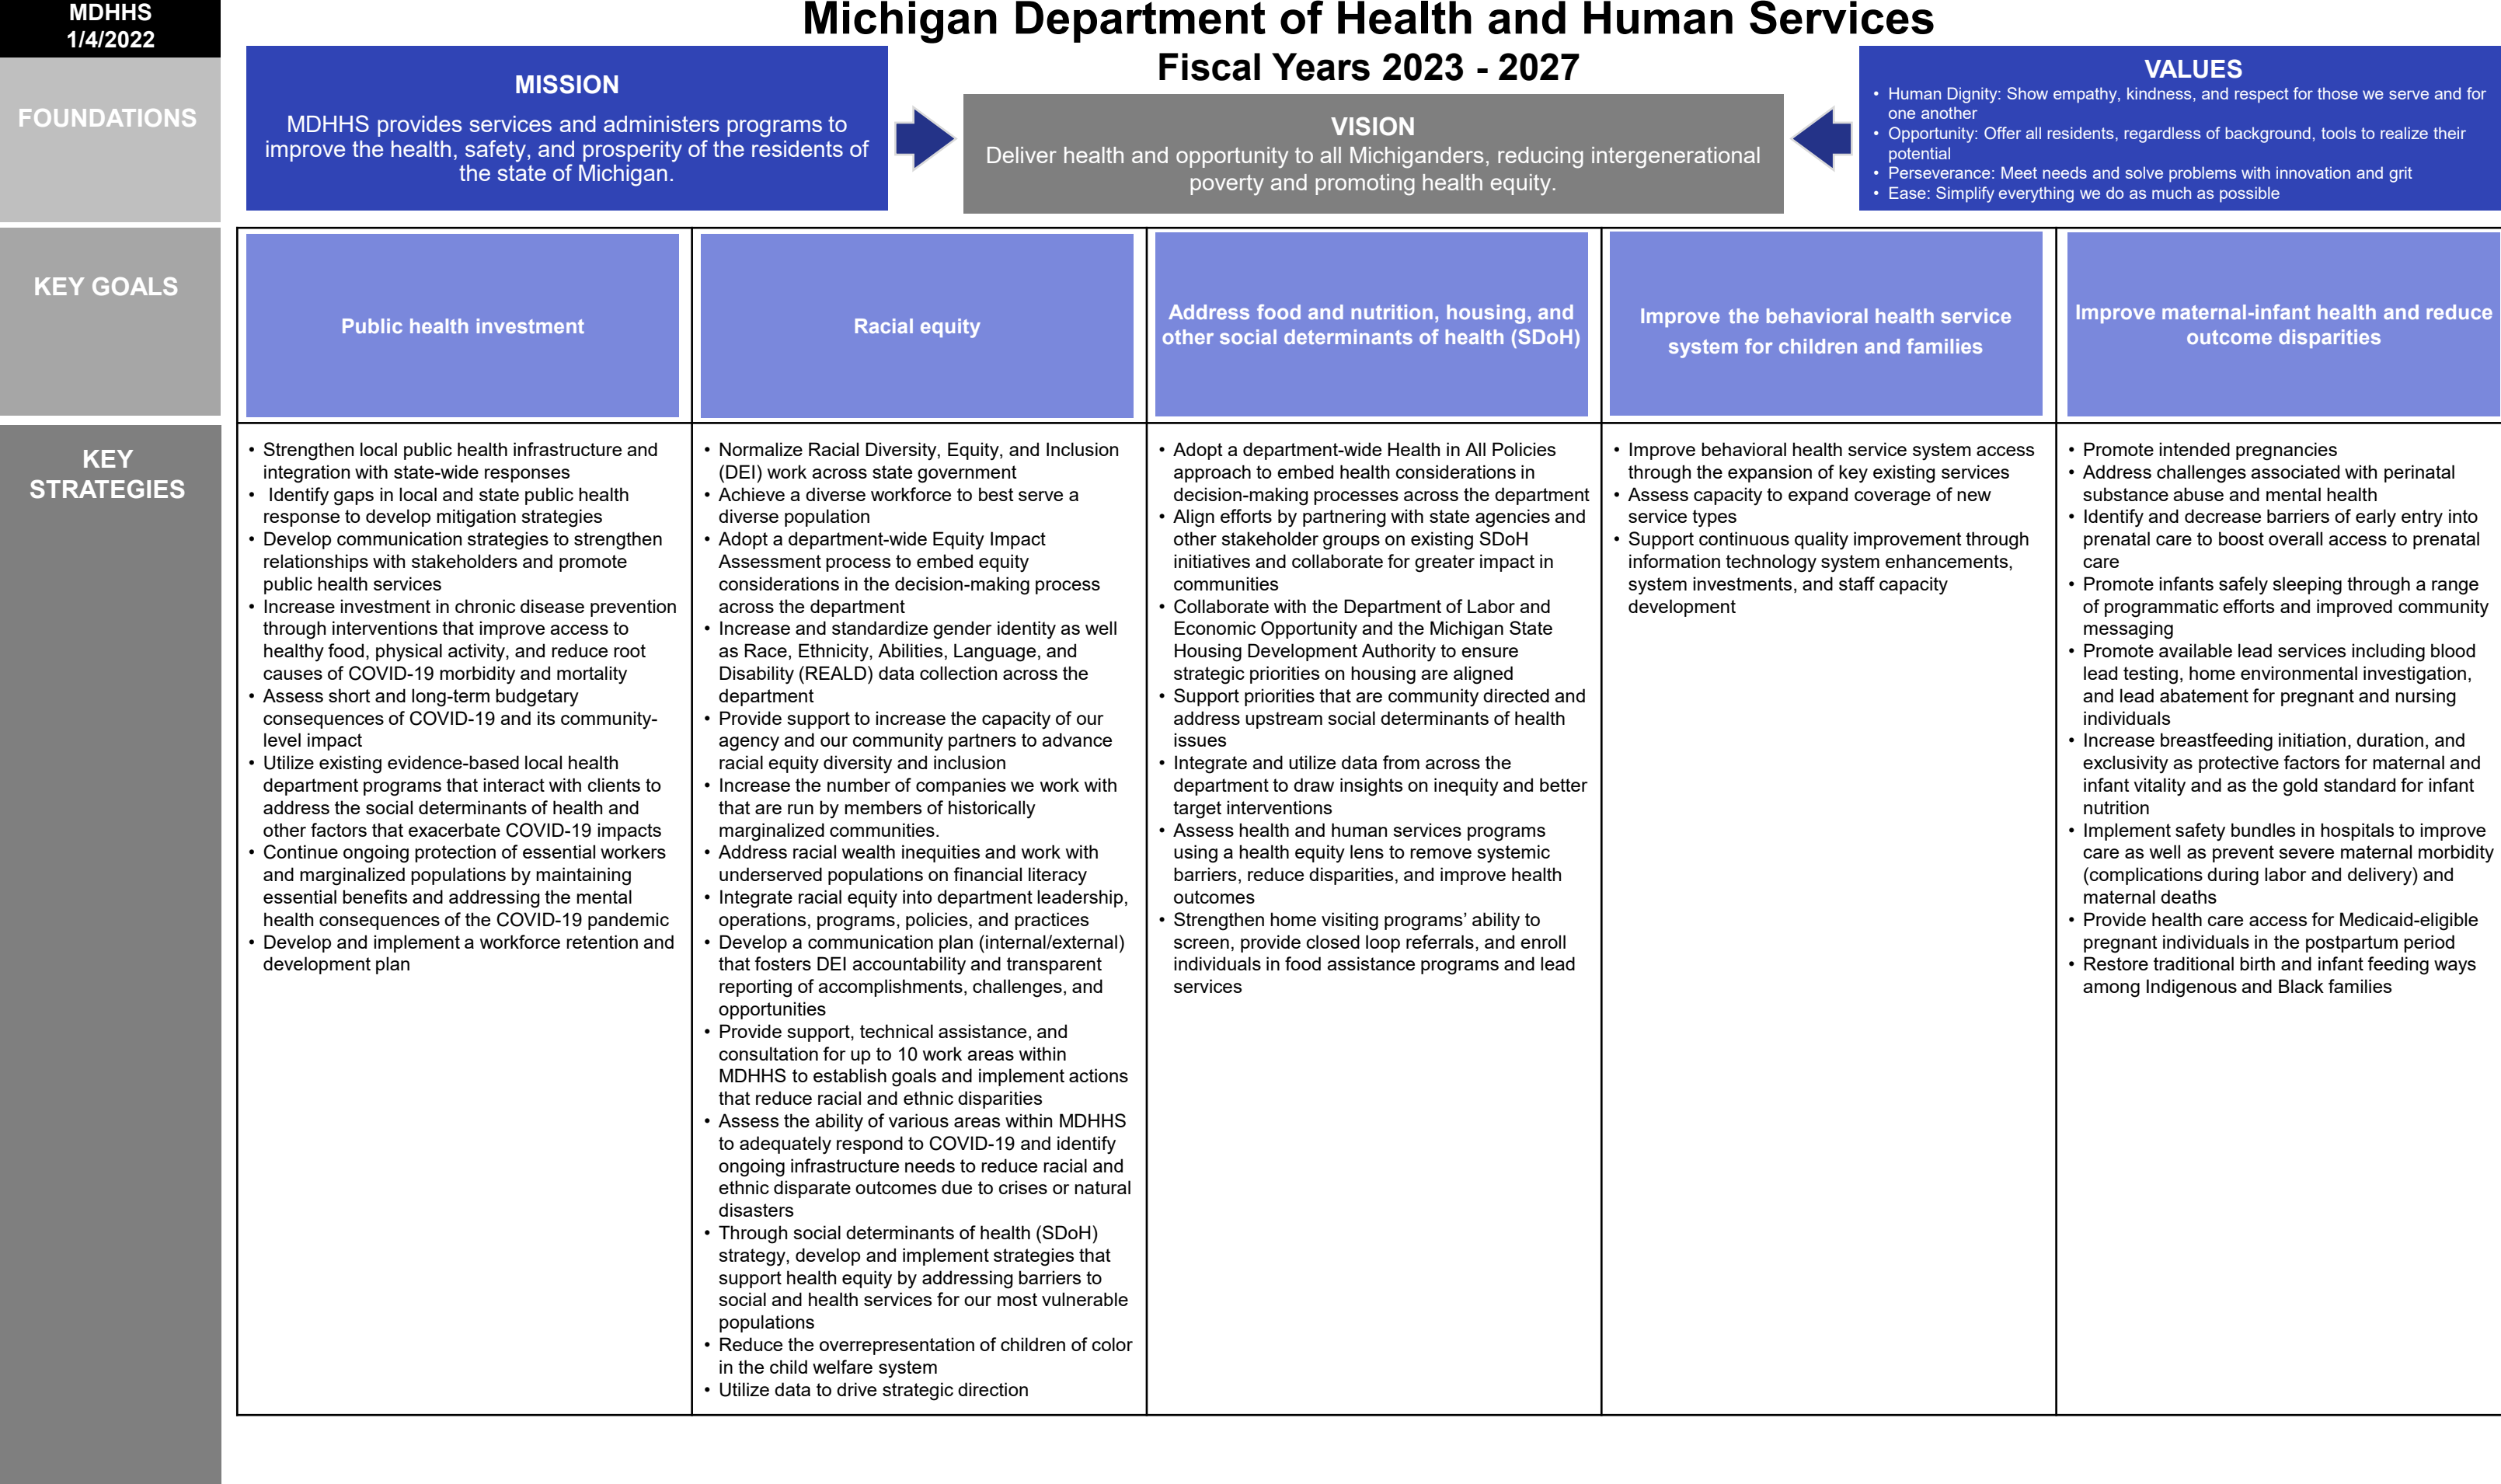 MDHHS
1/4/2022
Michigan Department of Health and Human Services
Fiscal Years 2023 - 2027
FOUNDATIONS
MISSION
MDHHS provides services and administers programs to
improve the health, safety, and prosperity of the residents of
the state of Michigan.
VISION
Deliver health and opportunity to all Michiganders, reducing intergenerational
poverty and promoting health equity.
VALUES
• Human Dignity: Show empathy, kindness, and respect for those we serve and for
one another
• Opportunity: Offer all residents, regardless of background, tools to realize their
potential
• Perseverance: Meet needs and solve problems with innovation and grit
• Ease: Simplify everything we do as much as possible
KEY GOALS
Public health investment
Racial equity
Address food and nutrition, housing, and
other social determinants of health (SDoH)
Improve the behavioral health service
system for children and families
Improve maternal-infant health and reduce
outcome disparities
KEY
STRATEGIES
• Strengthen local public health infrastructure and
integration with state-wide responses
• Identify gaps in local and state public health
response to develop mitigation strategies
• Develop communication strategies to strengthen
relationships with stakeholders and promote
public health services
• Increase investment in chronic disease prevention
through interventions that improve access to
healthy food, physical activity, and reduce root
causes of COVID-19 morbidity and mortality
• Assess short and long-term budgetary
consequences of COVID-19 and its community-
level impact
• Utilize existing evidence-based local health
department programs that interact with clients to
address the social determinants of health and
other factors that exacerbate COVID-19 impacts
• Continue ongoing protection of essential workers
and marginalized populations by maintaining
essential benefits and addressing the mental
health consequences of the COVID-19 pandemic
• Develop and implement a workforce retention and
development plan
• Normalize Racial Diversity, Equity, and Inclusion
(DEI) work across state government
• Achieve a diverse workforce to best serve a
diverse population
• Adopt a department-wide Equity Impact
Assessment process to embed equity
considerations in the decision-making process
across the department
• Increase and standardize gender identity as well
as Race, Ethnicity, Abilities, Language, and
Disability (REALD) data collection across the
department
• Provide support to increase the capacity of our
agency and our community partners to advance
racial equity diversity and inclusion
• Increase the number of companies we work with
that are run by members of historically
marginalized communities.
• Address racial wealth inequities and work with
underserved populations on financial literacy
• Integrate racial equity into department leadership,
operations, programs, policies, and practices
• Develop a communication plan (internal/external)
that fosters DEI accountability and transparent
reporting of accomplishments, challenges, and
opportunities
• Provide support, technical assistance, and
consultation for up to 10 work areas within
MDHHS to establish goals and implement actions
that reduce racial and ethnic disparities
• Assess the ability of various areas within MDHHS
to adequately respond to COVID-19 and identify
ongoing infrastructure needs to reduce racial and
ethnic disparate outcomes due to crises or natural
disasters
• Through social determinants of health (SDoH)
strategy, develop and implement strategies that
support health equity by addressing barriers to
social and health services for our most vulnerable
populations
• Reduce the overrepresentation of children of color
in the child welfare system
• Utilize data to drive strategic direction
• Adopt a department-wide Health in All Policies
approach to embed health considerations in
decision-making processes across the department
• Align efforts by partnering with state agencies and
other stakeholder groups on existing SDoH
initiatives and collaborate for greater impact in
communities
• Collaborate with the Department of Labor and
Economic Opportunity and the Michigan State
Housing Development Authority to ensure
strategic priorities on housing are aligned
• Support priorities that are community directed and
address upstream social determinants of health
issues
• Integrate and utilize data from across the
department to draw insights on inequity and better
target interventions
• Assess health and human services programs
using a health equity lens to remove systemic
barriers, reduce disparities, and improve health
outcomes
• Strengthen home visiting programs’ ability to
screen, provide closed loop referrals, and enroll
individuals in food assistance programs and lead
services
• Improve behavioral health service system access
through the expansion of key existing services
• Assess capacity to expand coverage of new
service types
• Support continuous quality improvement through
information technology system enhancements,
system investments, and staff capacity
development
• Promote intended pregnancies
• Address challenges associated with perinatal
substance abuse and mental health
• Identify and decrease barriers of early entry into
prenatal care to boost overall access to prenatal
care
• Promote infants safely sleeping through a range
of programmatic efforts and improved community
messaging
• Promote available lead services including blood
lead testing, home environmental investigation,
and lead abatement for pregnant and nursing
individuals
• Increase breastfeeding initiation, duration, and
exclusivity as protective factors for maternal and
infant vitality and as the gold standard for infant
nutrition
• Implement safety bundles in hospitals to improve
care as well as prevent severe maternal morbidity
(complications during labor and delivery) and
maternal deaths
• Provide health care access for Medicaid-eligible
pregnant individuals in the postpartum period
• Restore traditional birth and infant feeding ways
among Indigenous and Black families